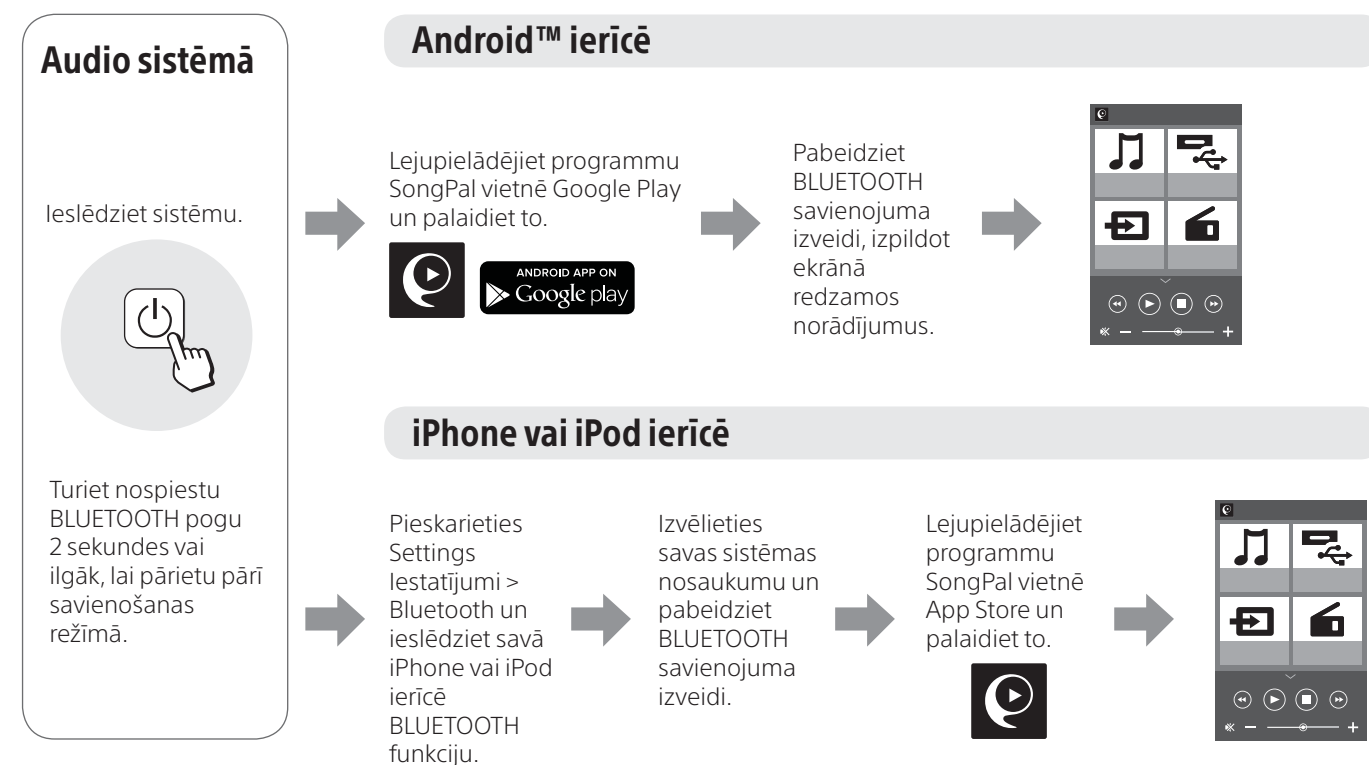 Audio sistēmā
Ieslēdziet sistēmu.
Turiet nospiestu
BLUETOOTH pogu
2 sekundes vai
ilgāk, lai pārietu pārī
savienošanas
režīmā.
Android™ ierīcē
Lejupielādējiet programmu
SongPal vietnē Google Play
un palaidiet to.
ANDROID APP ON
Google play
Pabeidziet
BLUETOOTH
savienojuma
izveidi, izpildot
ekrānā
redzamos
norādījumus.
iPhone vai iPod ierīcē
Pieskarieties
Settings
Iestatījumi >
Bluetooth un
ieslēdziet savā
iPhone vai iPod
ierīcē
BLUETOOTH
funkciju.
Izvēlieties
savas sistēmas
nosaukumu un
pabeidziet
BLUETOOTH
savienojuma
izveidi.
Lejupielādējiet
programmu
SongPal vietnē
App Store un
palaidiet to.